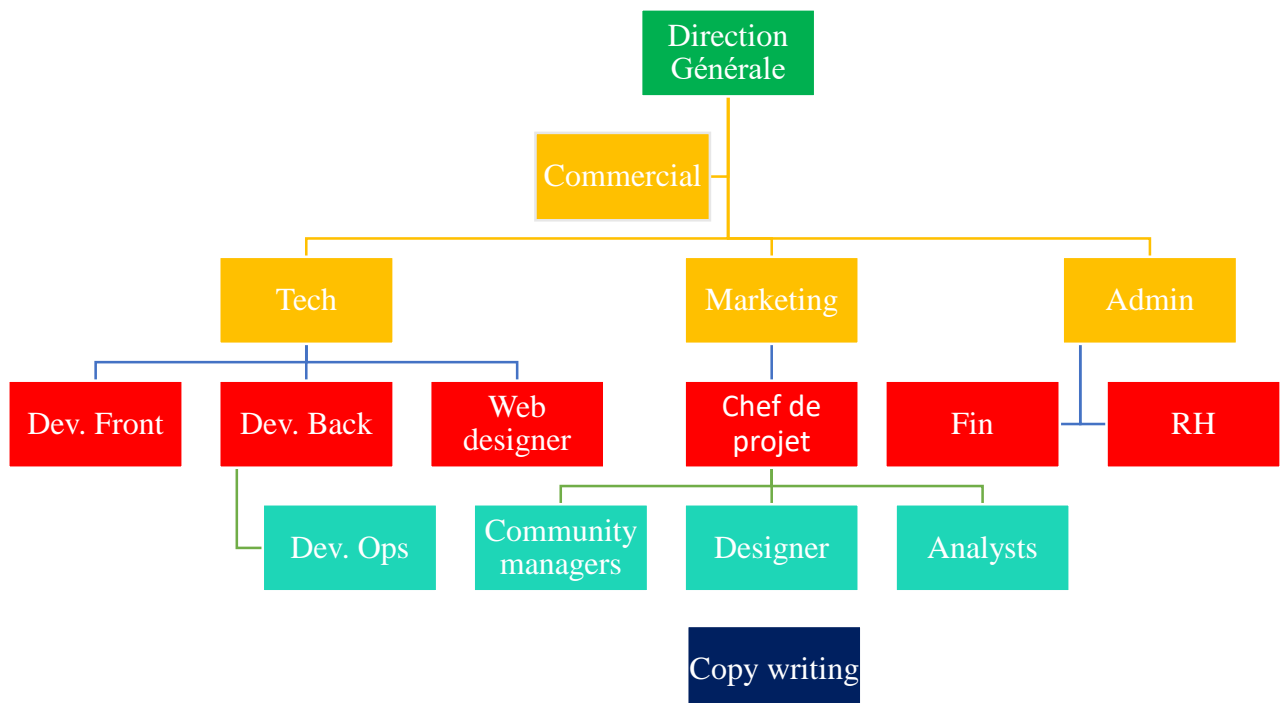 Direction
Générale
Commercial
Tech
Marketing
Admin
Dev. Front
Dev. Back
Web
designer
Chef de
projet
Fin
RH
Dev. Ops
Community
managers
Designer
Analysts
Copy writing